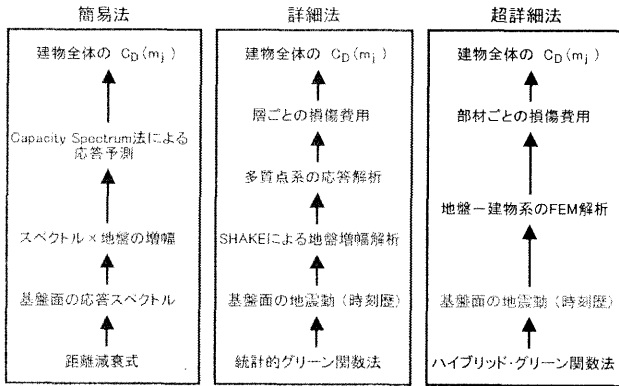 簡易法
建物全体の CD(mj)
Capacity Spectrum法による
応答予測
スペクトル×地盤の増幅
基盤面の応答スペクトル
距離減衰式
詳細法
建物全体の CD(mj)
層ごとの損傷費用
多質点系の応答解析
SHAKEによる地盤増幅解析
基盤面の地震動(時刻歴)
統計的グリーン関数法
超詳細法
建物全体の CD(mj)
部材ごとの損傷費用
地盤−建物系のFEM解析
基盤面の地震動(時刻歴)
ハイブリッド・グリーン関数法